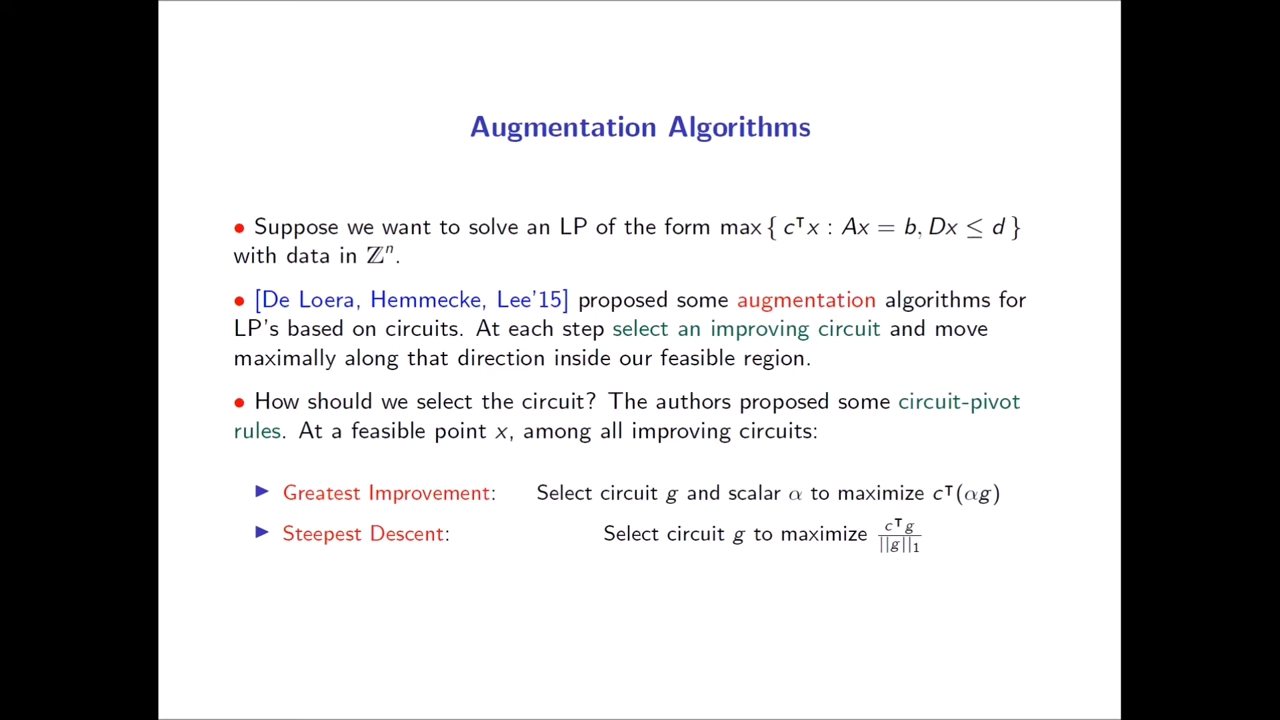 Augmentation Algorithms
• Suppose we want to solve an LP of the form max{ cᵀx : Ax = b, Dx ≤ d }
with data in ℤⁿ.
• [De Loera, Hemmecke, Lee'15] proposed some augmentation algorithms for
LP's based on circuits. At each step select an improving circuit and move
maximally along that direction inside our feasible region.
• How should we select the circuit? The authors proposed some circuit-pivot
rules. At a feasible point x, among all improving circuits:
▶ Greatest Improvement: Select circuit g and scalar α to maximize cᵀ(αg)
▶ Steepest Descent: Select circuit g to maximize cᵀg / ||g||₁